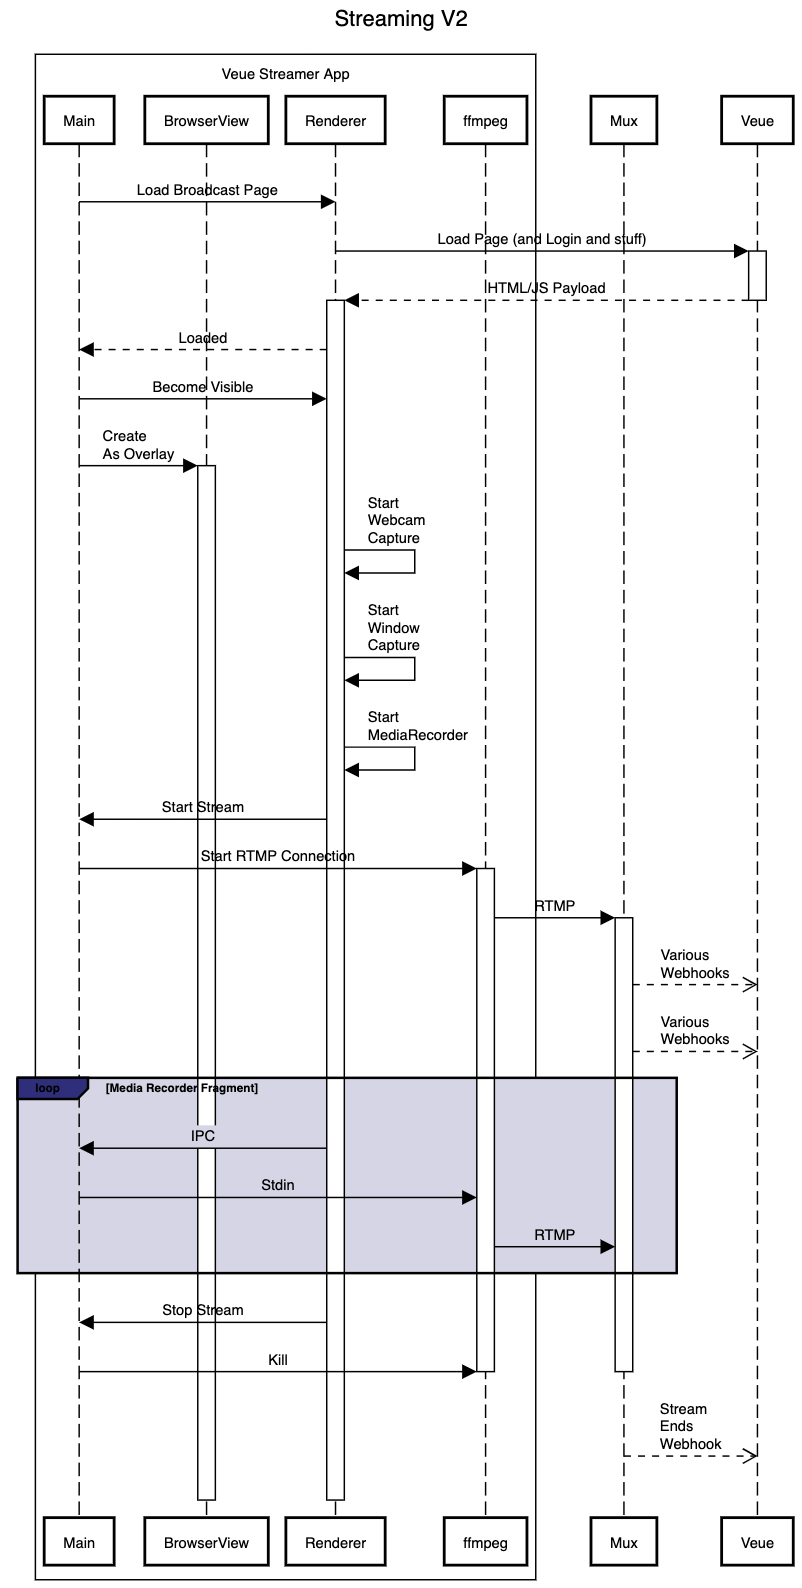 Streaming V2
Veue Streamer App
Main
BrowserView
Renderer
ffmpeg
Mux
Veue
Load Broadcast Page
Load Page (and Login and stuff)
HTML/JS Payload
Loaded
Become Visible
Create
As Overlay
Start
Webcam
Capture
Start
Window
Capture
Start
MediaRecorder
Start Stream
Start RTMP Connection
RTMP
Various
Webhooks
Various
Webhooks
loop
[Media Recorder Fragment]
IPC
Stdin
RTMP
Stop Stream
Kill
Stream
Ends
Webhook
Main
BrowserView
Renderer
ffmpeg
Mux
Veue